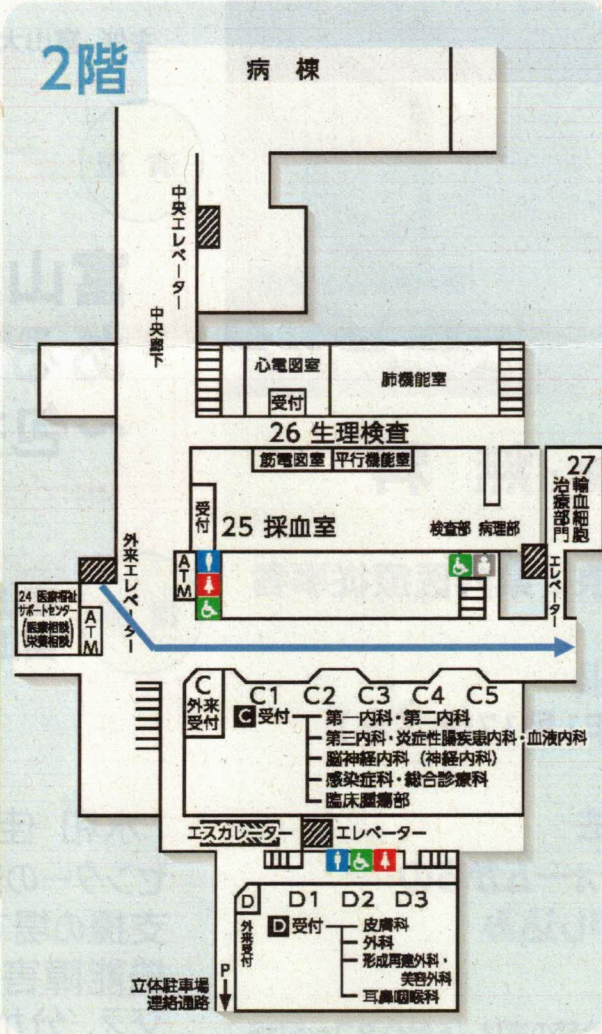 2階
病棟
中央エレベーター
中央廊下
心電図室
受付
肺機能室
26 生理検査
筋電図室 平行機能室
受付
25 採血室
検査部 病理部
27 輸血細胞
治療部門
エレベーター
ATM
外来エレベーター
24 医療福祉
サポートセンター
(医療相談
栄養相談)
ATM
C
外来
受付
C1 C2 C3 C4 C5
C 受付
第一内科・第二内科
第三内科・炎症性腸疾患内科・血液内科
脳神経内科(神経内科)
感染症科・総合診療科
臨床腫瘍部
エスカレーター
エレベーター
D
外来受付
D1 D2 D3
D 受付
皮膚科
外科
形成再建外科・
美容外科
耳鼻咽喉科
P
立体駐車場
連絡通路